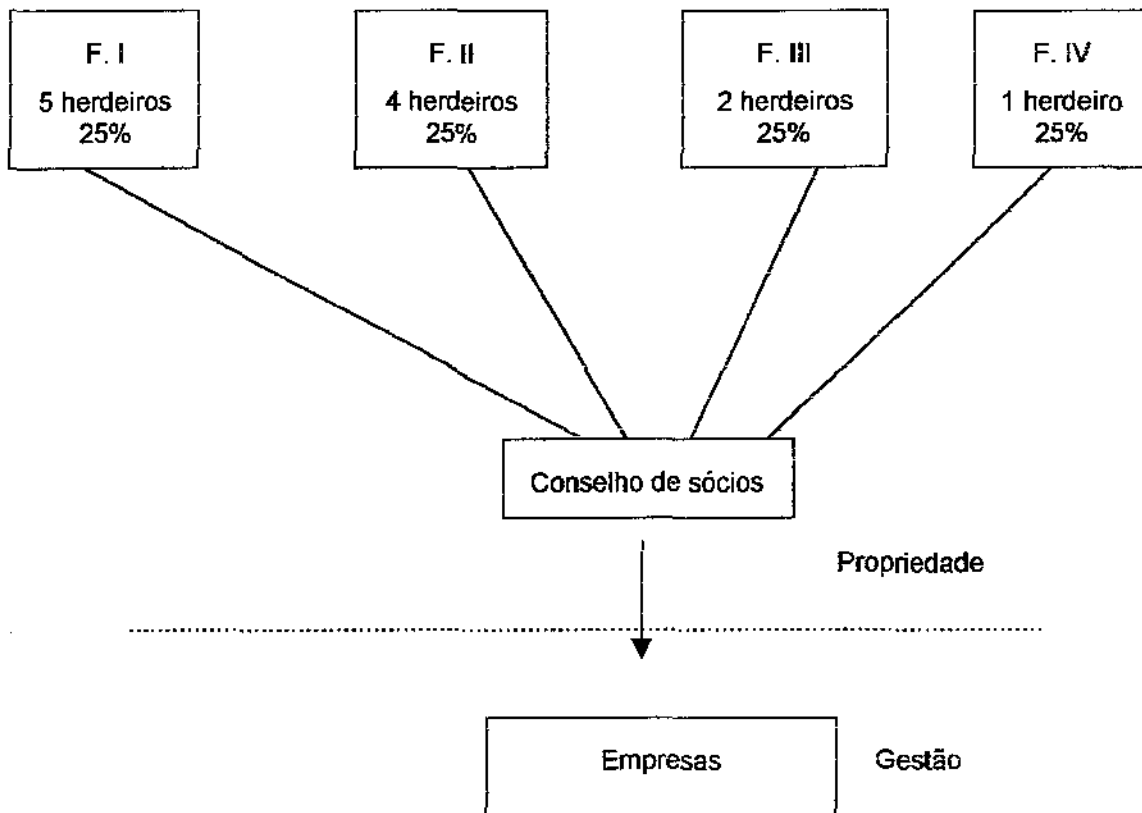 F. I
5 herdeiros
25%
F. II
4 herdeiros
25%
F. III
2 herdeiros
25%
F. IV
1 herdeiro
25%
Conselho de sócios
Propriedade
Empresas
Gestão